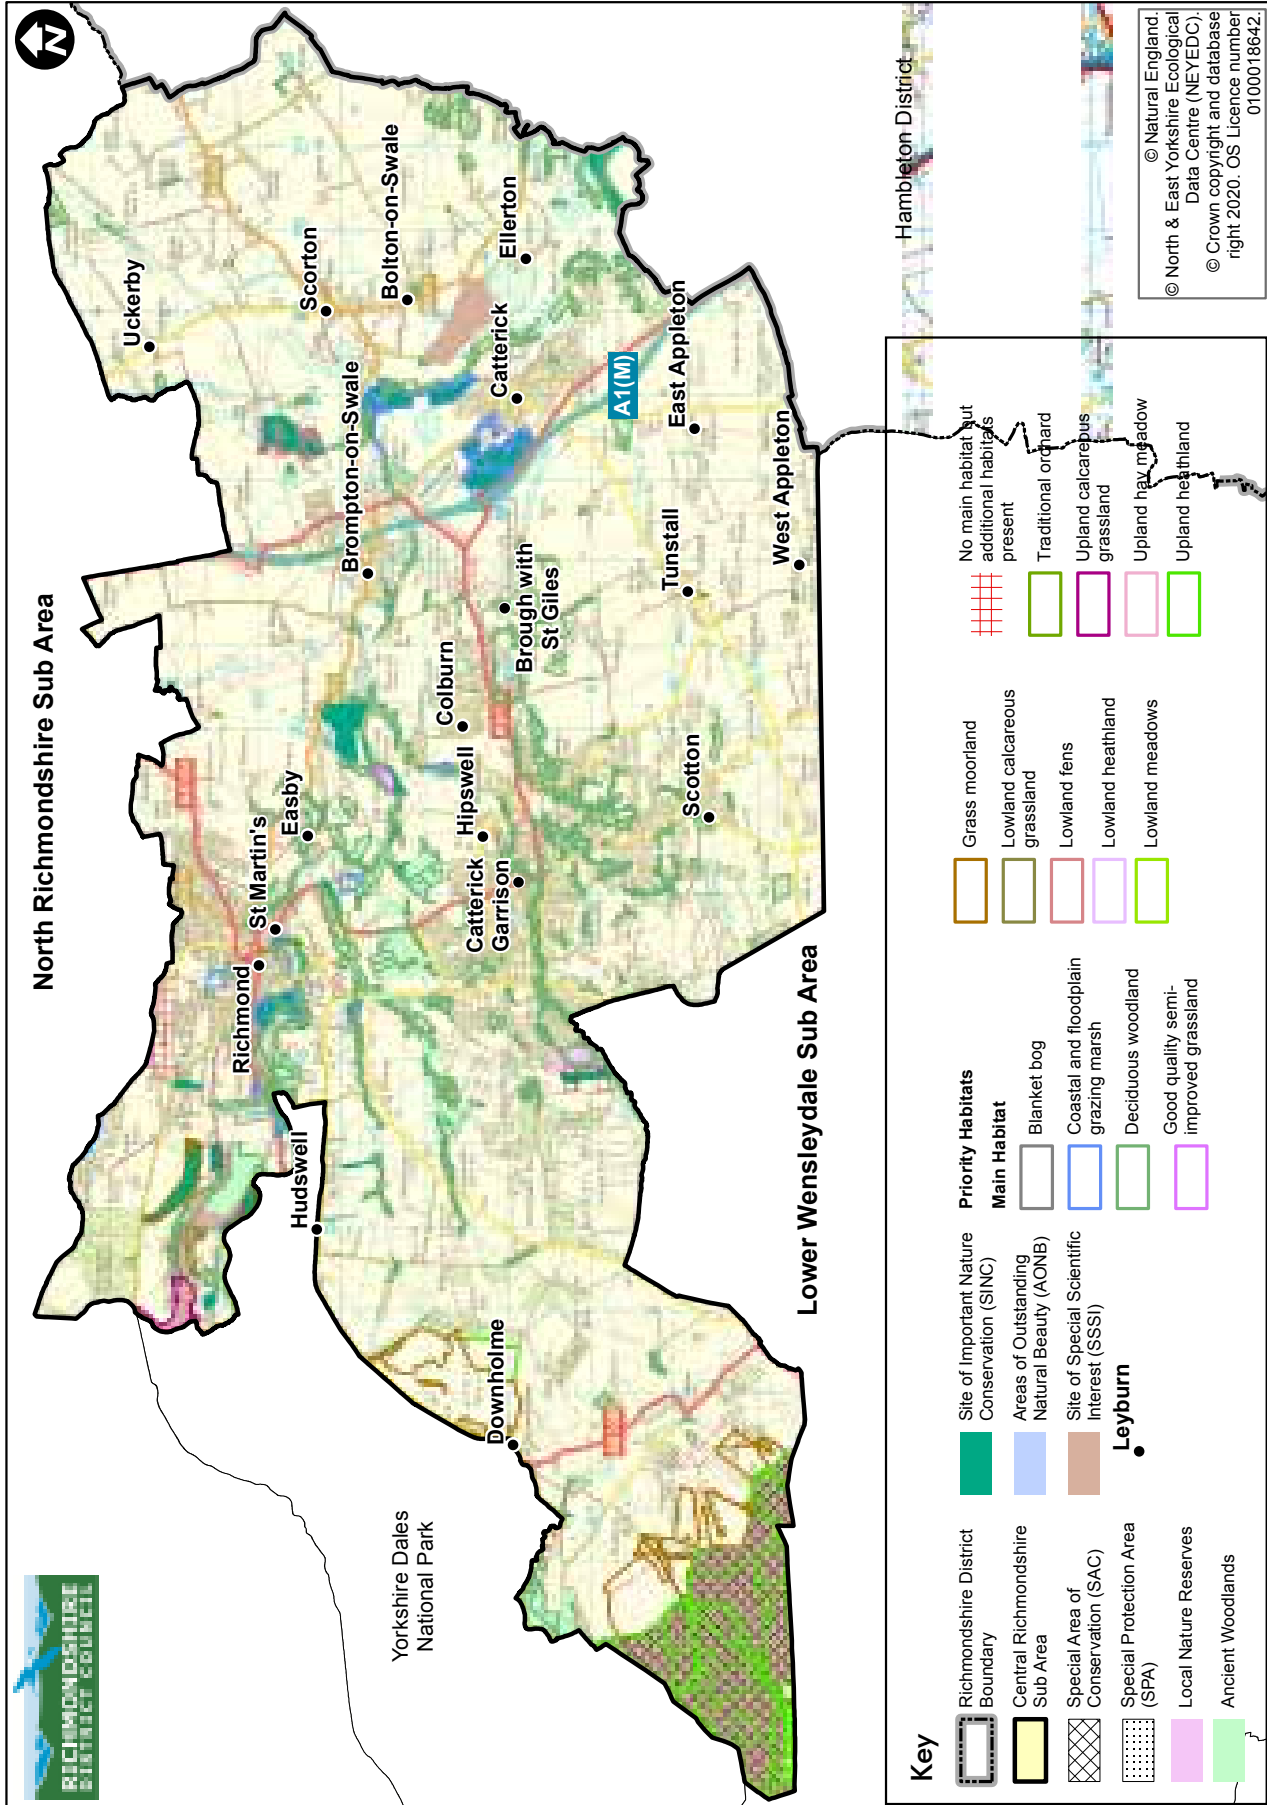 RICHMONDSHIRE
DISTRICT COUNCIL
N
North Richmondshire Sub Area
Yorkshire Dales
National Park
Lower Wensleydale Sub Area
Hambleton District
Uckerby
Scorton
Bolton-on-Swale
Ellerton
Brompton-on-Swale
Catterick
A1(M)
East Appleton
West Appleton
Tunstall
Brough with
St Giles
Colburn
Hipswell
Scotton
Easby
St Martin's
Richmond
Catterick
Garrison
Hudswell
Downholme
Key
Richmondshire District
Boundary
Central Richmondshire
Sub Area
Special Area of
Conservation (SAC)
Special Protection Area
(SPA)
Local Nature Reserves
Ancient Woodlands
Site of Important Nature
Conservation (SINC)
Areas of Outstanding
Natural Beauty (AONB)
Site of Special Scientific
Interest (SSSI)
Leyburn
Priority Habitats
Main Habitat
Blanket bog
Coastal and floodplain
grazing marsh
Deciduous woodland
Good quality semi-
improved grassland
Grass moorland
Lowland calcareous
grassland
Lowland fens
Lowland heathland
Lowland meadows
No main habitat but
additional habitats
present
Traditional orchard
Upland calcareous
grassland
Upland hay meadow
Upland heathland
© Natural England.
© North & East Yorkshire Ecological
Data Centre (NEYEDC).
© Crown copyright and database
right 2020. OS Licence number
0100018642.